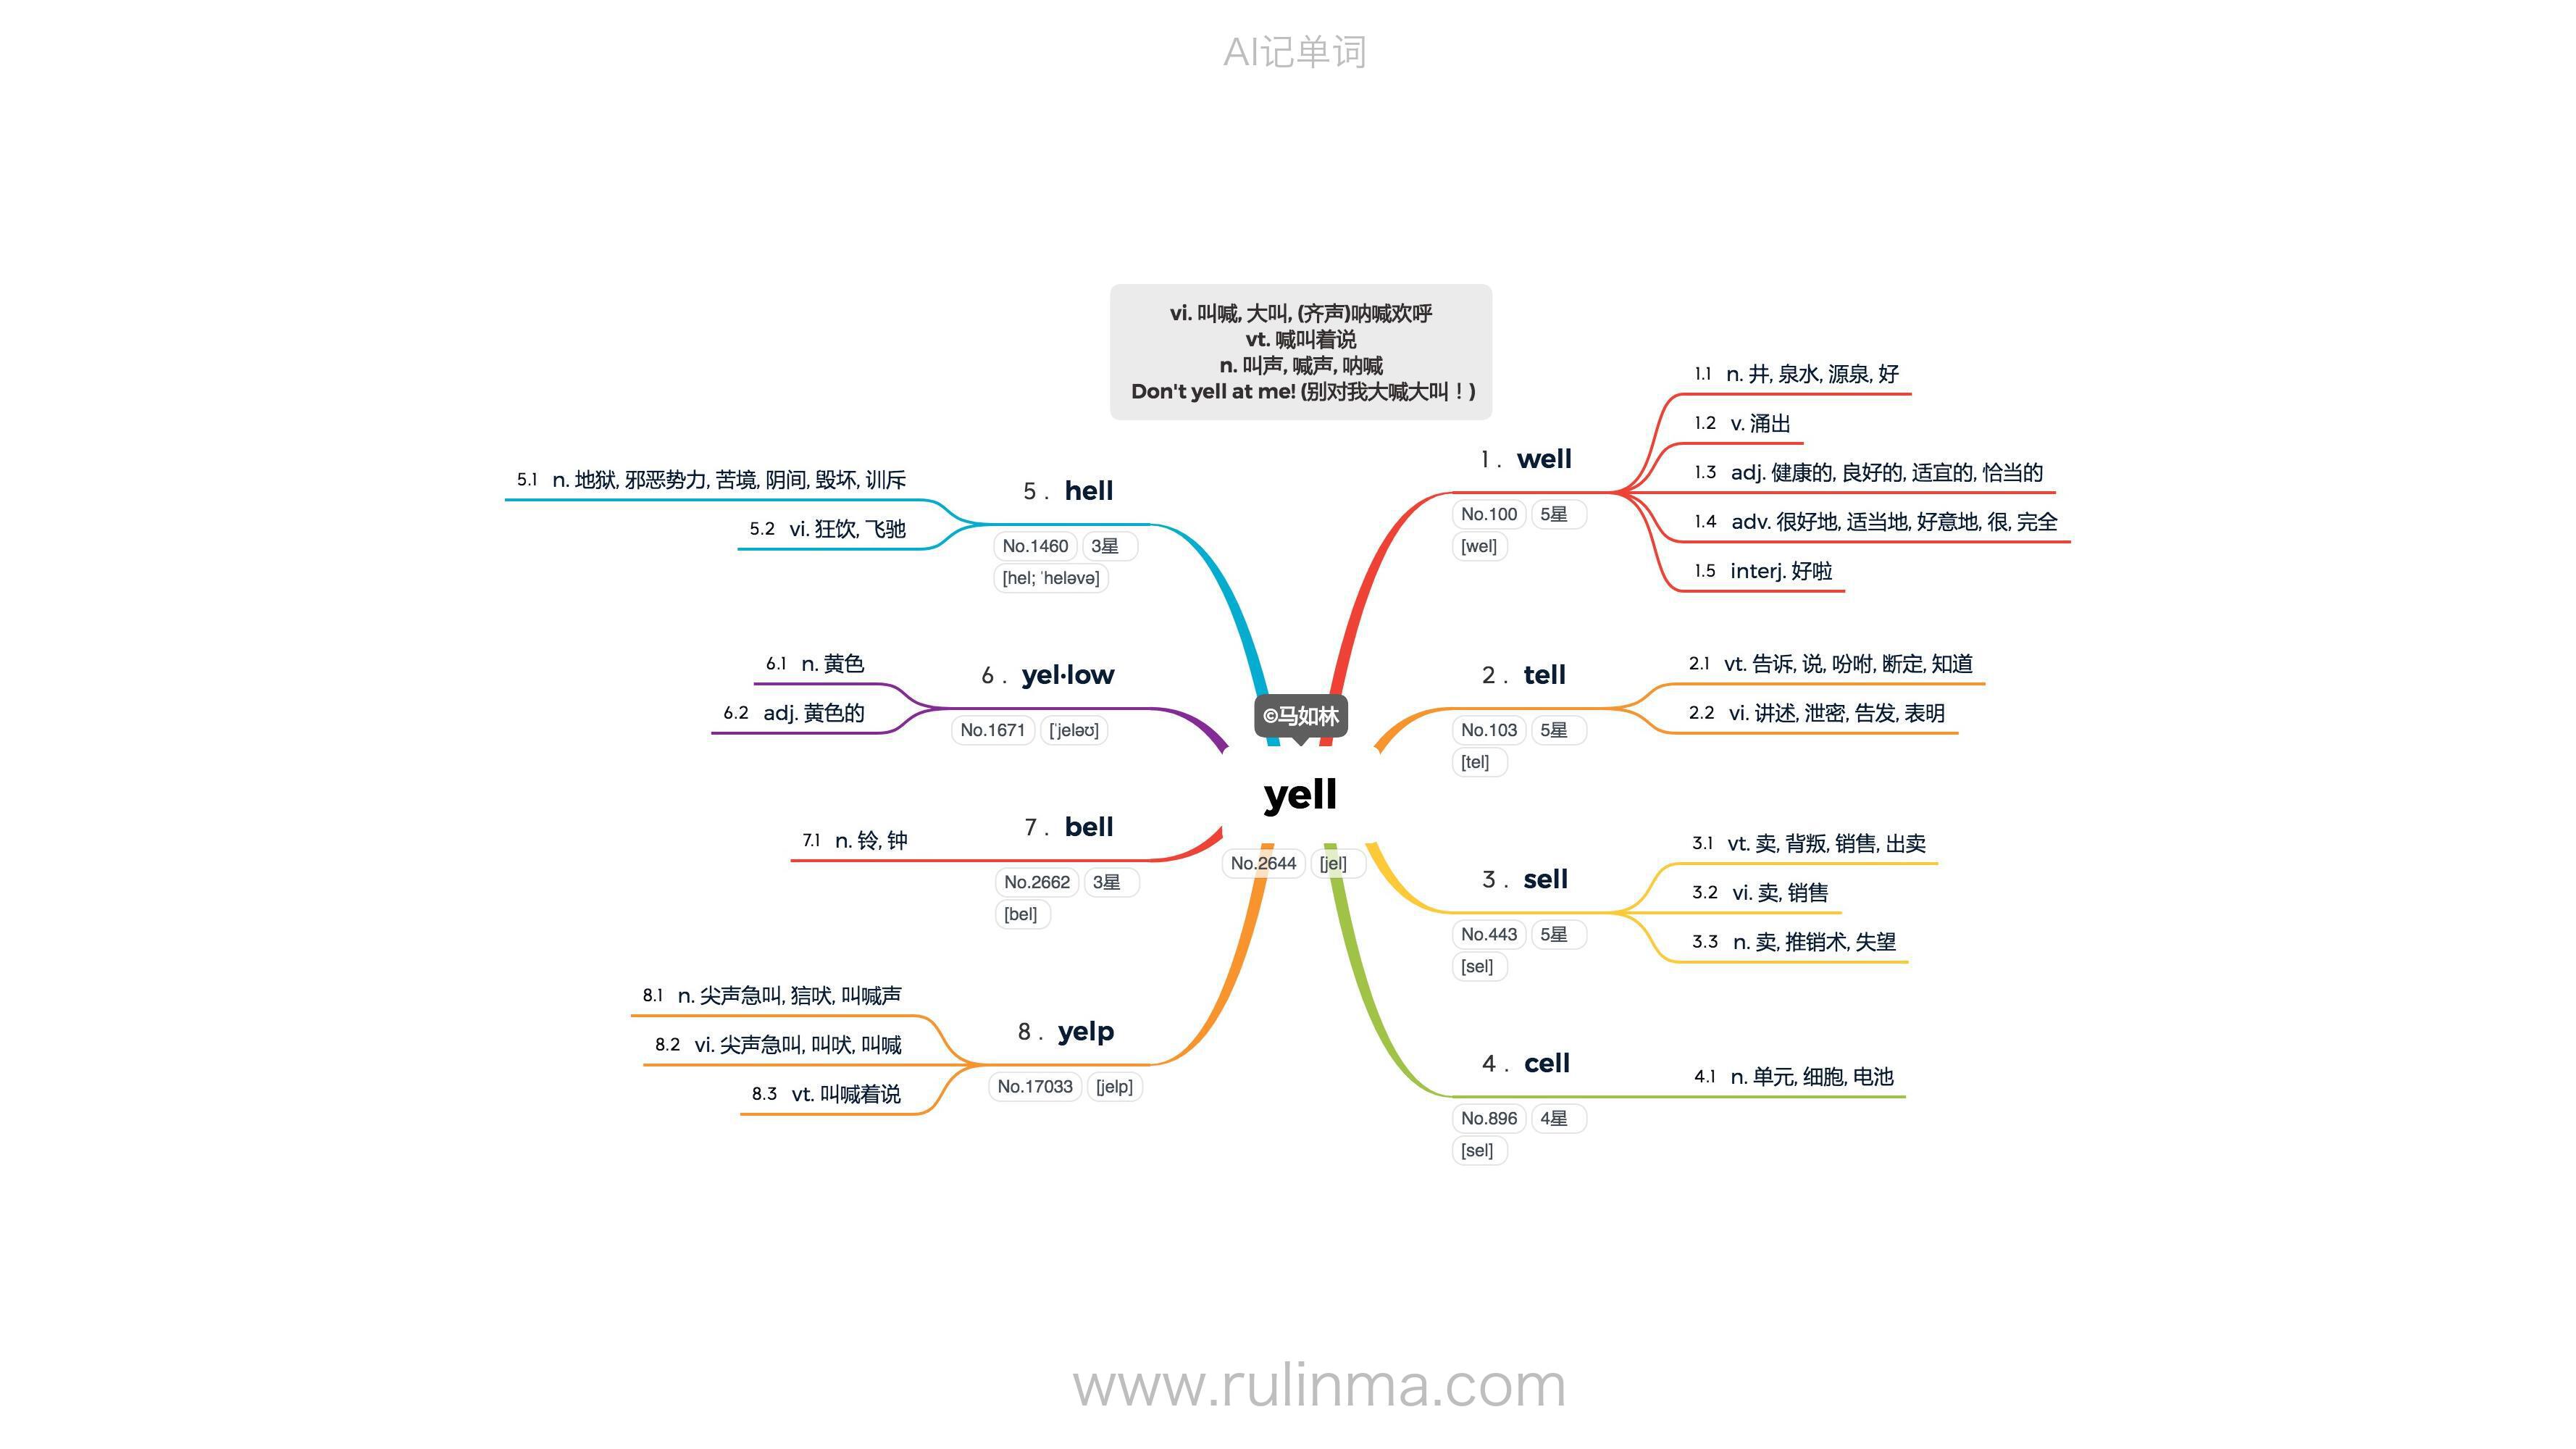 AI记单词
vi. 叫喊, 大叫, (齐声)呐喊欢呼
vt. 喊叫着说
n. 叫声, 喊声, 呐喊
Don't yell at me! (别对我大喊大叫！)
©马如林
yell
No.2644 [jel]
1. well
No.100 5星
[wel]
1.1 n. 井, 泉水, 源泉, 好
1.2 v. 涌出
1.3 adj. 健康的, 良好的, 适宜的, 恰当的
1.4 adv. 很好地, 适当地, 好意地, 很, 完全
1.5 interj. 好啦
2. tell
No.103 5星
[tel]
2.1 vt. 告诉, 说, 吩咐, 断定, 知道
2.2 vi. 讲述, 泄密, 告发, 表明
3. sell
No.443 5星
[sel]
3.1 vt. 卖, 背叛, 销售, 出卖
3.2 vi. 卖, 销售
3.3 n. 卖, 推销术, 失望
4. cell
No.896 4星
[sel]
4.1 n. 单元, 细胞, 电池
5. hell
No.1460 3星
[hel; ˈheləvə]
5.1 n. 地狱, 邪恶势力, 苦境, 阴间, 毁坏, 训斥
5.2 vi. 狂饮, 飞驰
6. yel·low
No.1671 [ˈjeləʊ]
6.1 n. 黄色
6.2 adj. 黄色的
7. bell
No.2662 3星
[bel]
7.1 n. 铃, 钟
8. yelp
No.17033 [jelp]
8.1 n. 尖声急叫, 狺吠, 叫喊声
8.2 vi. 尖声急叫, 叫吠, 叫喊
8.3 vt. 叫喊着说
www.rulinma.com